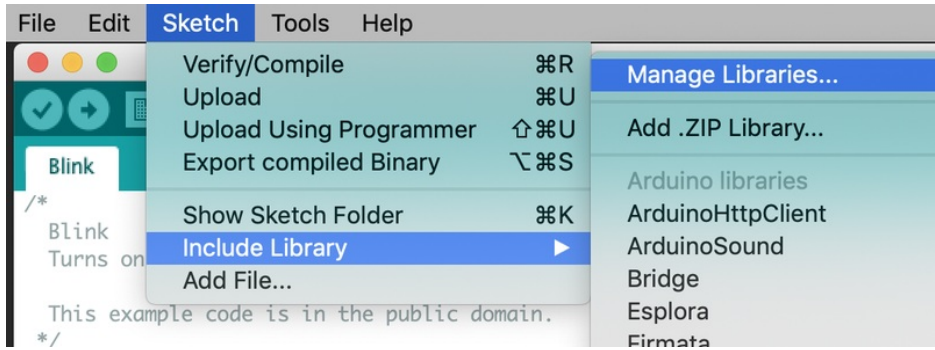 File Edit Sketch Tools Help
Verify/Compile ⌘R
Upload ⌘U
Upload Using Programmer ⇧⌘U
Export compiled Binary ⌥⌘S
Show Sketch Folder ⌘K
Include Library ▶
Add File...
Manage Libraries...
Add .ZIP Library...
Arduino libraries
ArduinoHttpClient
ArduinoSound
Bridge
Esplora
Firmata
Blink
/*
Blink
Turns on
This example code is in the public domain.
*/